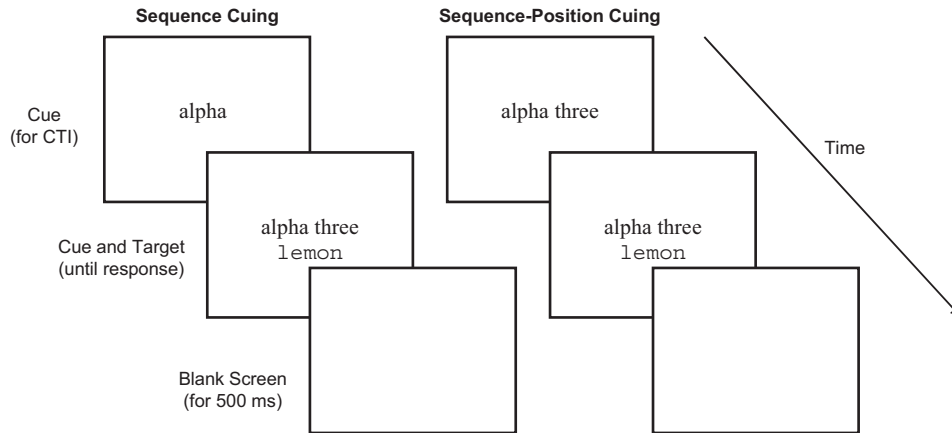 Sequence Cuing
Sequence-Position Cuing
Cue
(for CTI)
alpha
alpha three
Time
Cue and Target
(until response)
alpha three
lemon
alpha three
lemon
Blank Screen
(for 500 ms)